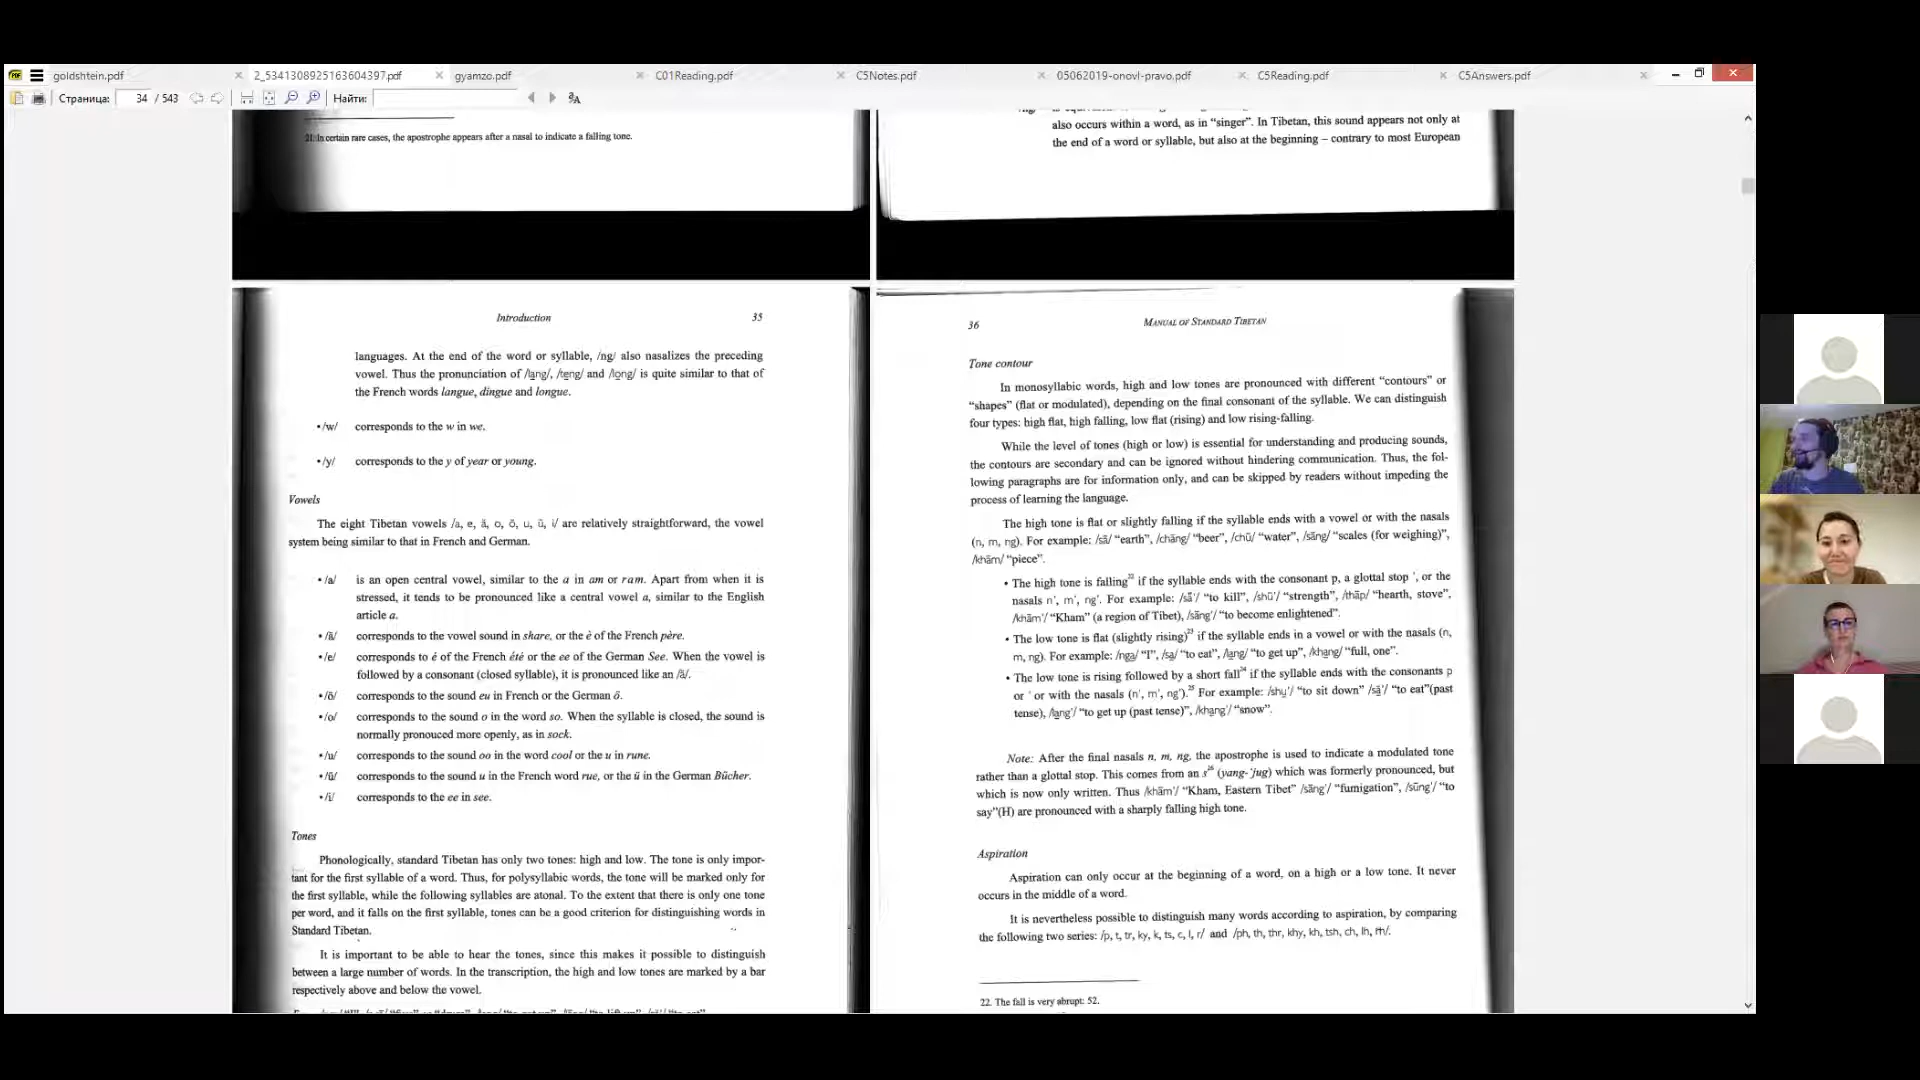 goldshtein.pdf
2_5341308925163604397.pdf
gyamzo.pdf
C01Reading.pdf
C5Notes.pdf
05062019-onovl-pravo.pdf
C5Reading.pdf
C5Answers.pdf
Страница: 34 / 543
Найти:
21. In certain rare cases, the apostrophe appears after a nasal to indicate a falling tone.
also occurs within a word, as in “singer”. In Tibetan, this sound appears not only at
the end of a word or syllable, but also at the beginning – contrary to most European
Introduction 35
languages. At the end of the word or syllable, /ng/ also nasalizes the preceding
vowel. Thus the pronunciation of /la̱ng/, /te̱ng/ and /lo̱ng/ is quite similar to that of
the French words langue, dingue and longue.
• /w/ corresponds to the w in we.
• /y/ corresponds to the y of year or young.
Vowels
The eight Tibetan vowels /a, e, ä, o, ö, u, ü, i/ are relatively straightforward, the vowel
system being similar to that in French and German.
• /a/ is an open central vowel, similar to the a in am or ram. Apart from when it is
stressed, it tends to be pronounced like a central vowel a, similar to the English
article a.
• /ä/ corresponds to the vowel sound in share, or the è of the French père.
• /e/ corresponds to é of the French été or the ee of the German See. When the vowel is
followed by a consonant (closed syllable), it is pronounced like an /ä/.
• /ö/ corresponds to the sound eu in French or the German ö.
• /o/ corresponds to the sound o in the word so. When the syllable is closed, the sound is
normally pronouced more openly, as in sock.
• /u/ corresponds to the sound oo in the word cool or the u in rune.
• /ü/ corresponds to the sound u in the French word rue, or the ü in the German Bücher.
• /i/ corresponds to the ee in see.
Tones
Phonologically, standard Tibetan has only two tones: high and low. The tone is only impor-
tant for the first syllable of a word. Thus, for polysyllabic words, the tone will be marked only for
the first syllable, while the following syllables are atonal. To the extent that there is only one tone
per word, and it falls on the first syllable, tones can be a good criterion for distinguishing words in
Standard Tibetan.
It is important to be able to hear the tones, since this makes it possible to distinguish
between a large number of words. In the transcription, the high and low tones are marked by a bar
respectively above and below the vowel.
36 MANUAL OF STANDARD TIBETAN
Tone contour
In monosyllabic words, high and low tones are pronounced with different “contours” or
“shapes” (flat or modulated), depending on the final consonant of the syllable. We can distinguish
four types: high flat, high falling, low flat (rising) and low rising-falling.
While the level of tones (high or low) is essential for understanding and producing sounds,
the contours are secondary and can be ignored without hindering communication. Thus, the fol-
lowing paragraphs are for information only, and can be skipped by readers without impeding the
process of learning the language.
The high tone is flat or slightly falling if the syllable ends with a vowel or with the nasals
(n, m, ng). For example: /sā/ “earth”, /chāng/ “beer”, /chū/ “water”, /sāng/ “scales (for weighing)”,
/khām/ “piece”.
• The high tone is falling22 if the syllable ends with the consonant p, a glottal stop ', or the
nasals n', m', ng'. For example: /sǟ'/ “to kill”, /shū'/ “strength”, /thāp/ “hearth, stove”,
/khām'/ “Kham” (a region of Tibet), /sāng'/ “to become enlightened”.
• The low tone is flat (slightly rising)23 if the syllable ends in a vowel or with the nasals (n,
m, ng). For example: /nga̱/ “I”, /sa̱/ “to eat”, /la̱ng/ “to get up”, /kha̱ng/ “full, one”.
• The low tone is rising followed by a short fall24 if the syllable ends with the consonants p
or ' or with the nasals (n', m', ng').25 For example: /shu̱'/ “to sit down” /sä̱'/ “to eat”(past
tense), /la̱ng'/ “to get up (past tense)”, /kha̱ng'/ “snow”.
Note: After the final nasals n, m, ng, the apostrophe is used to indicate a modulated tone
rather than a glottal stop. This comes from an s26 (yang-'jug) which was formerly pronounced, but
which is now only written. Thus /khām'/ “Kham, Eastern Tibet” /sāng'/ “fumigation”, /sūng'/ “to
say”(H) are pronounced with a sharply falling high tone.
Aspiration
Aspiration can only occur at the beginning of a word, on a high or a low tone. It never
occurs in the middle of a word.
It is nevertheless possible to distinguish many words according to aspiration, by comparing
the following two series: /p, t, tr, ky, k, ts, c, l, r/ and /ph, th, thr, khy, kh, tsh, ch, lh, rh/.
22. The fall is very abrupt: 52.